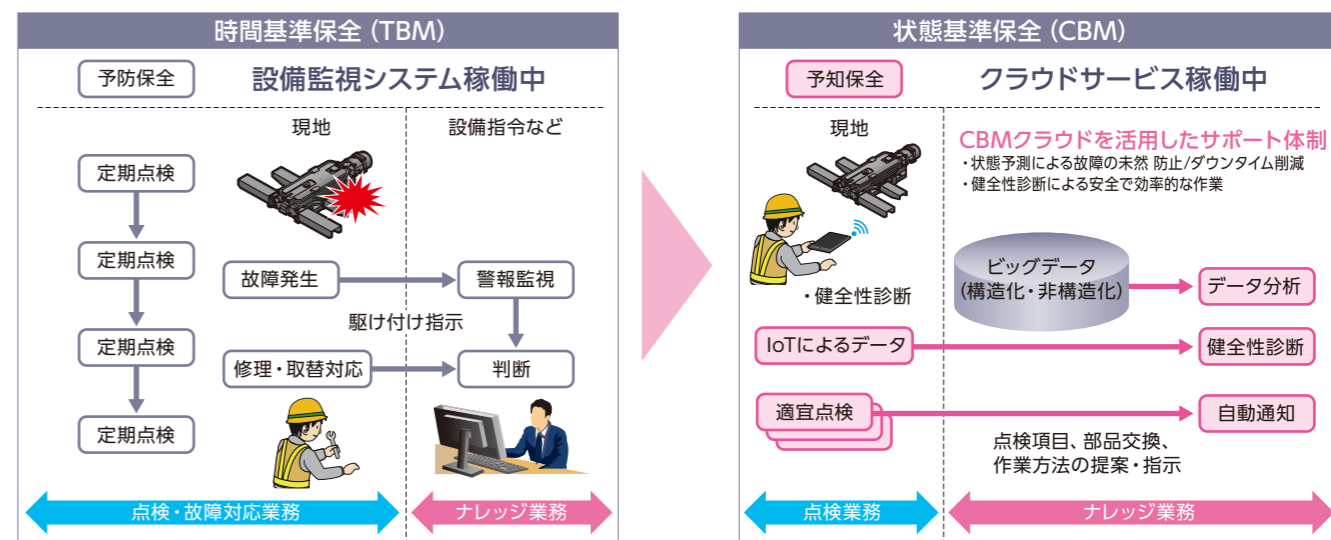 時間基準保全（TBM）
予防保全
設備監視システム稼働中
現地
設備指令など
定期点検
定期点検
定期点検
定期点検
故障発生
警報監視
駆け付け指示
修理・取替対応
判断
点検・故障対応業務
ナレッジ業務
状態基準保全（CBM）
予知保全
クラウドサービス稼働中
現地
CBMクラウドを活用したサポート体制
・状態予測による故障の未然 防止/ダウンタイム削減
・健全性診断による安全で効率的な作業
・健全性診断
ビッグデータ
（構造化・非構造化）
データ分析
IoTによるデータ
健全性診断
適宜点検
自動通知
点検項目、部品交換、
作業方法の提案・指示
点検業務
ナレッジ業務